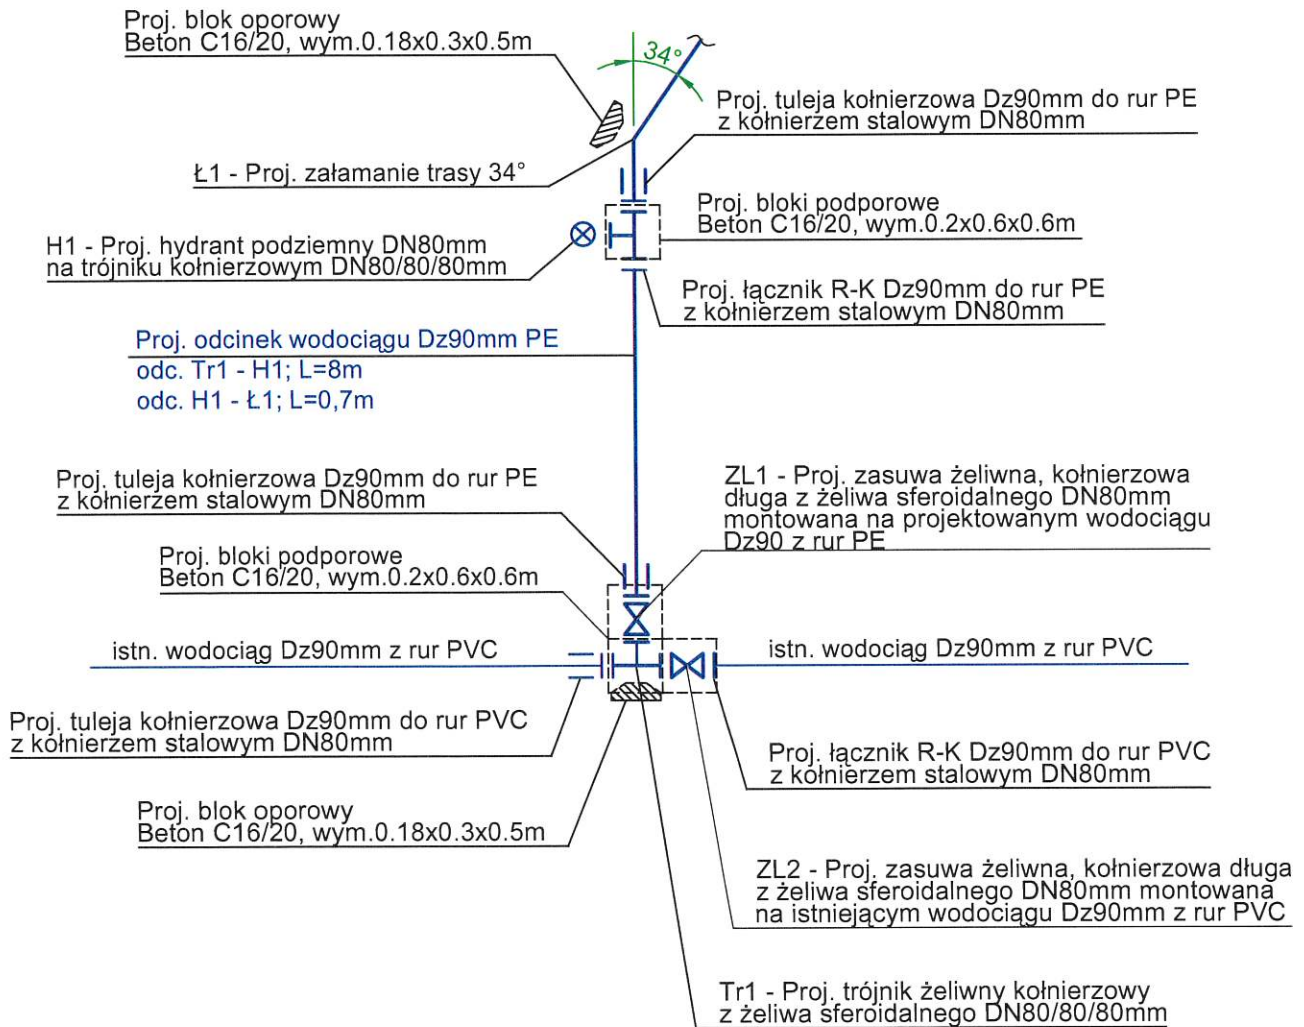 Proj. blok oporowy
Beton C16/20, wym.0.18x0.3x0.5m
34°
Proj. tuleja kołnierzowa Dz90mm do rur PE
z kołnierzem stalowym DN80mm
Ł1 - Proj. załamanie trasy 34°
Proj. bloki podporowe
Beton C16/20, wym.0.2x0.6x0.6m
H1 - Proj. hydrant podziemny DN80mm
na trójniku kołnierzowym DN80/80/80mm
Proj. łącznik R-K Dz90mm do rur PE
z kołnierzem stalowym DN80mm
Proj. odcinek wodociągu Dz90mm PE
odc. Tr1 - H1; L=8m
odc. H1 - Ł1; L=0,7m
Proj. tuleja kołnierzowa Dz90mm do rur PE
z kołnierzem stalowym DN80mm
ZL1 - Proj. zasuwa żeliwna, kołnierzowa
długa z żeliwa sferoidalnego DN80mm
montowana na projektowanym wodociągu
Dz90 z rur PE
Proj. bloki podporowe
Beton C16/20, wym.0.2x0.6x0.6m
istn. wodociąg Dz90mm z rur PVC
istn. wodociąg Dz90mm z rur PVC
Proj. tuleja kołnierzowa Dz90mm do rur PVC
z kołnierzem stalowym DN80mm
Proj. łącznik R-K Dz90mm do rur PVC
z kołnierzem stalowym DN80mm
Proj. blok oporowy
Beton C16/20, wym.0.18x0.3x0.5m
ZL2 - Proj. zasuwa żeliwna, kołnierzowa długa
z żeliwa sferoidalnego DN80mm montowana
na istniejącym wodociągu Dz90mm z rur PVC
Tr1 - Proj. trójnik żeliwny kołnierzowy
z żeliwa sferoidalnego DN80/80/80mm